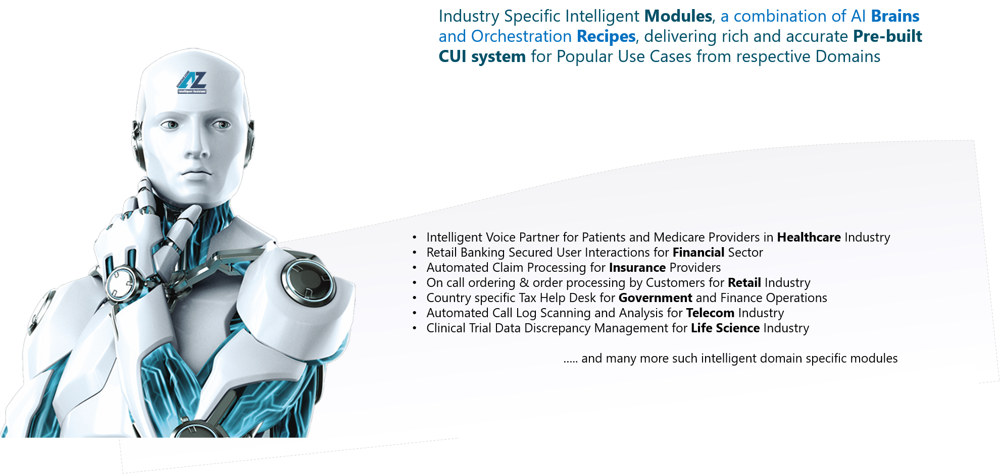 Industry Specific Intelligent Modules, a combination of AI Brains
and Orchestration Recipes, delivering rich and accurate Pre-built
CUI system for Popular Use Cases from respective Domains
ADVANTAGE AZURE
AZ
Intelligent Assistant
• Intelligent Voice Partner for Patients and Medicare Providers in Healthcare Industry
• Retail Banking Secured User Interactions for Financial Sector
• Automated Claim Processing for Insurance Providers
• On call ordering & order processing by Customers for Retail Industry
• Country specific Tax Help Desk for Government and Finance Operations
• Automated Call Log Scanning and Analysis for Telecom Industry
• Clinical Trial Data Discrepancy Management for Life Science Industry
..... and many more such intelligent domain specific modules